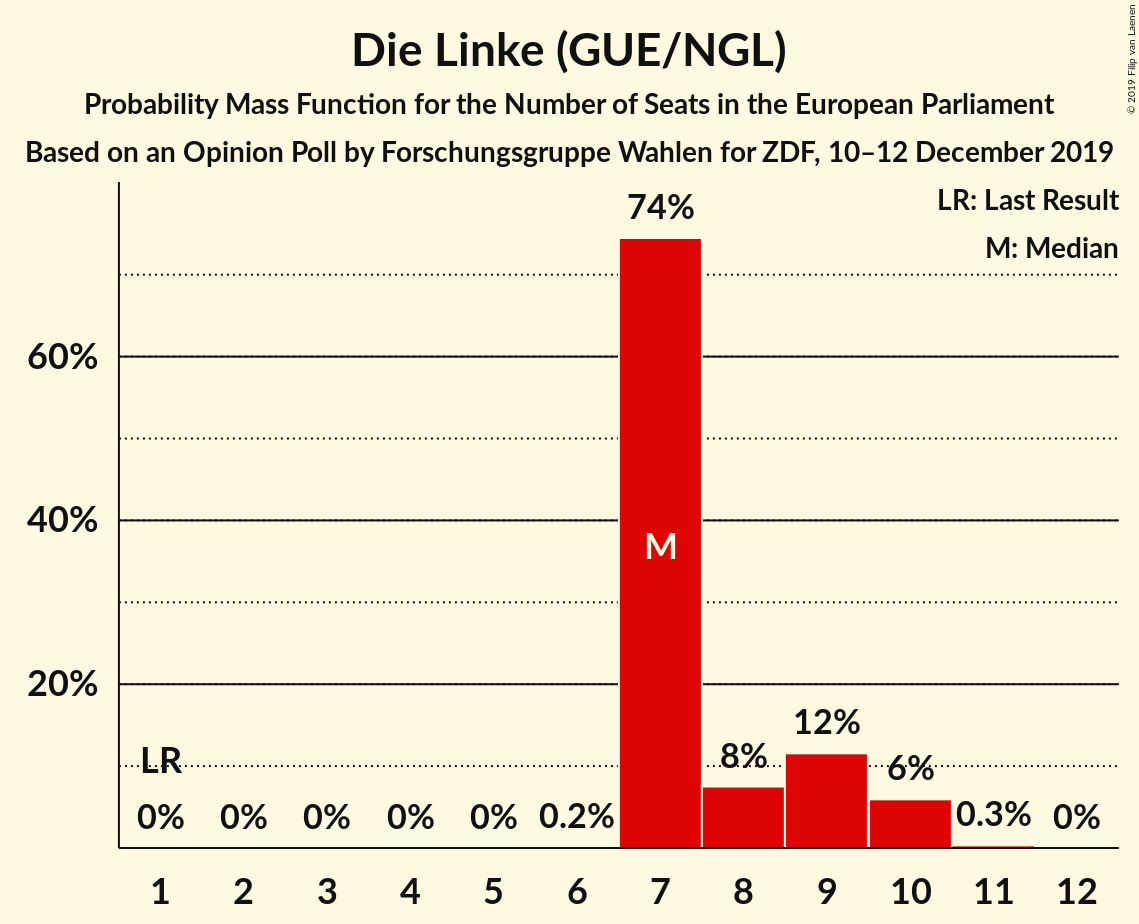 Die Linke (GUE/NGL)
Probability Mass Function for the Number of Seats in the European Parliament
Based on an Opinion Poll by Forschungsgruppe Wahlen for ZDF, 10–12 December 2019
© 2019 Filip van Laenen
LR: Last Result
M: Median
74%
60%
40%
M
20%
12%
8%
6%
LR
0% 0% 0% 0% 0% 0.2% 0.3% 0%
1 2 3 4 5 6 7 8 9 10 11 12